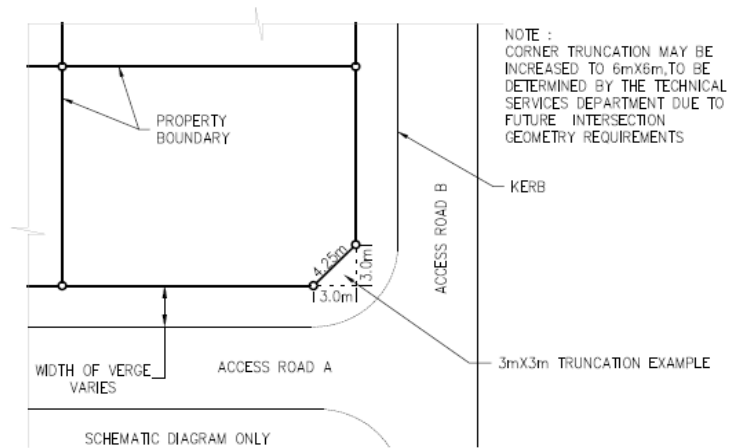 NOTE :
CORNER TRUNCATION MAY BE
INCREASED TO 6mX6m,TO BE
DETERMINED BY THE TECHNICAL
SERVICES DEPARTMENT DUE TO
FUTURE INTERSECTION
GEOMETRY REQUIREMENTS
PROPERTY
BOUNDARY
KERB
ACCESS ROAD B
4.25m
3.0m
3.0m
3mX3m TRUNCATION EXAMPLE
WIDTH OF VERGE
VARIES
ACCESS ROAD A
SCHEMATIC DIAGRAM ONLY